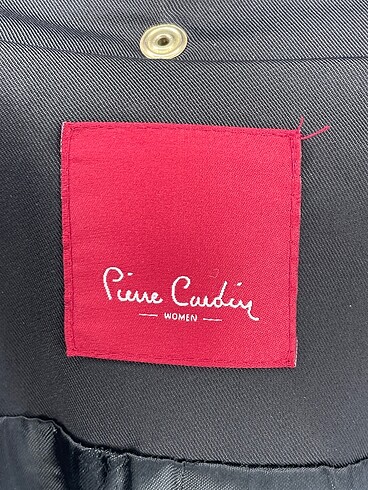 Pierre Cardin
— WOMEN —